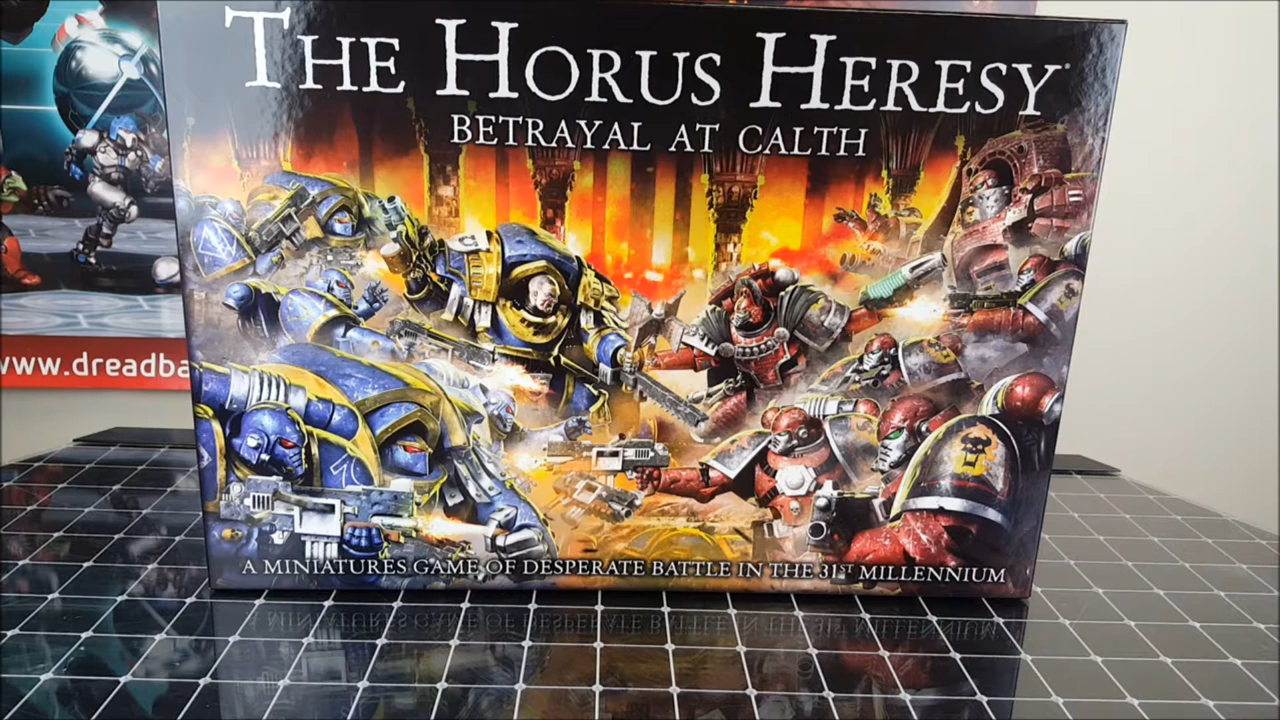 THE HORUS HERESY
BETRAYAL AT CALTH
www.dreadba
A MINIATURES GAME OF DESPERATE BATTLE IN THE 31ST MILLENNIUM